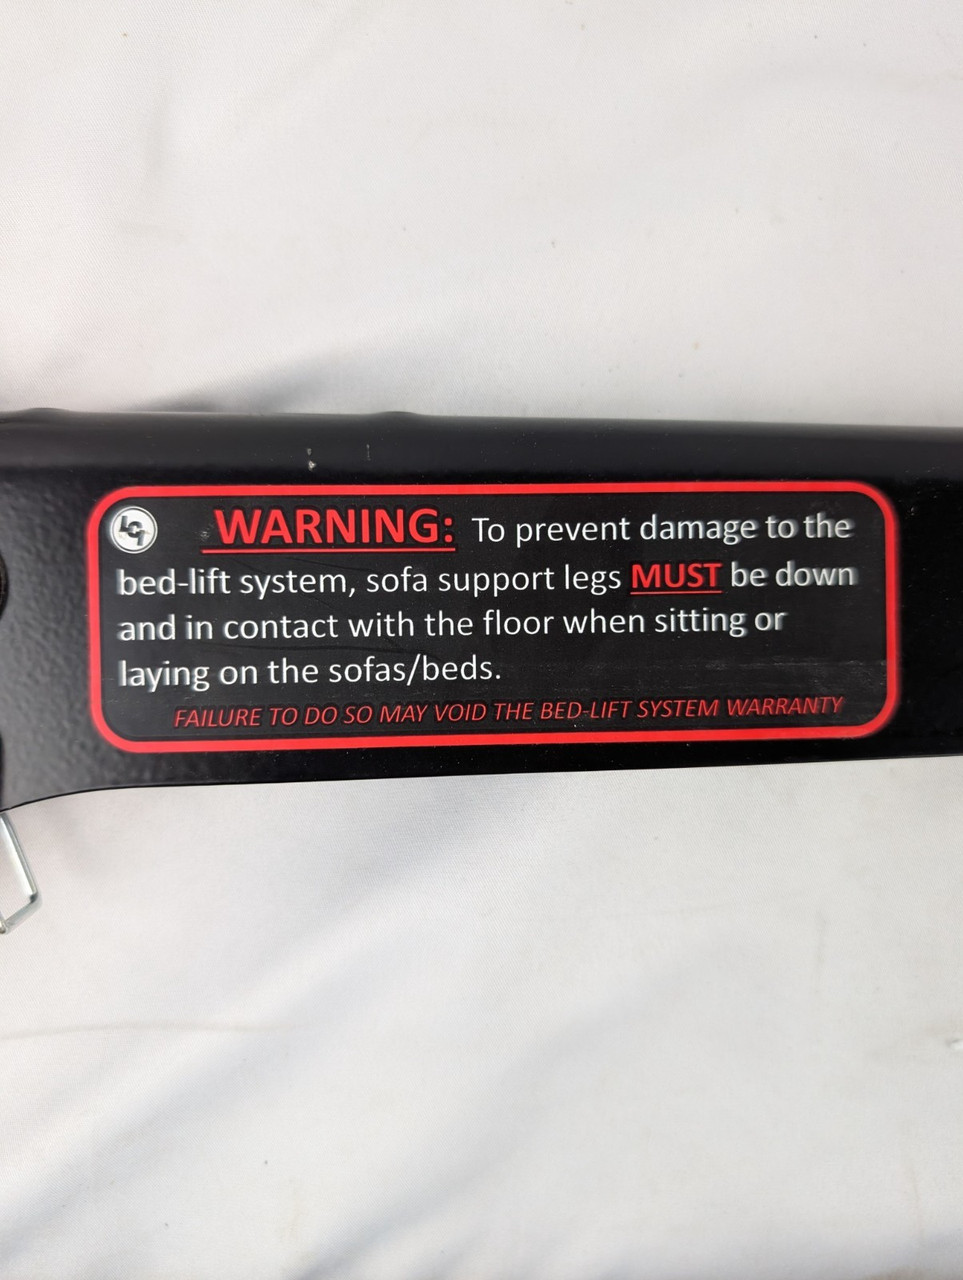 LCI WARNING: To prevent damage to the
bed-lift system, sofa support legs MUST be down
and in contact with the floor when sitting or
laying on the sofas/beds.
FAILURE TO DO SO MAY VOID THE BED-LIFT SYSTEM WARRANTY